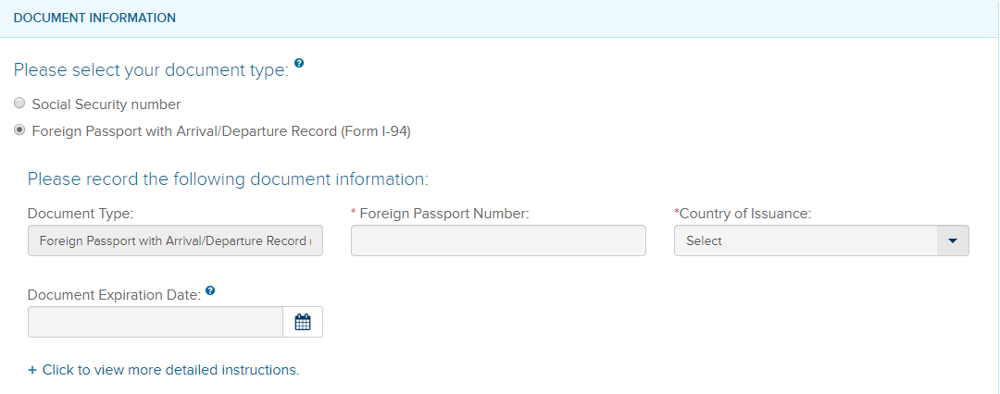 DOCUMENT INFORMATION
Please select your document type: ?
Social Security number
Foreign Passport with Arrival/Departure Record (Form I-94)
Please record the following document information:
Document Type: * Foreign Passport Number: *Country of Issuance:
Foreign Passport with Arrival/Departure Record ( Select
Document Expiration Date: ?
+ Click to view more detailed instructions.